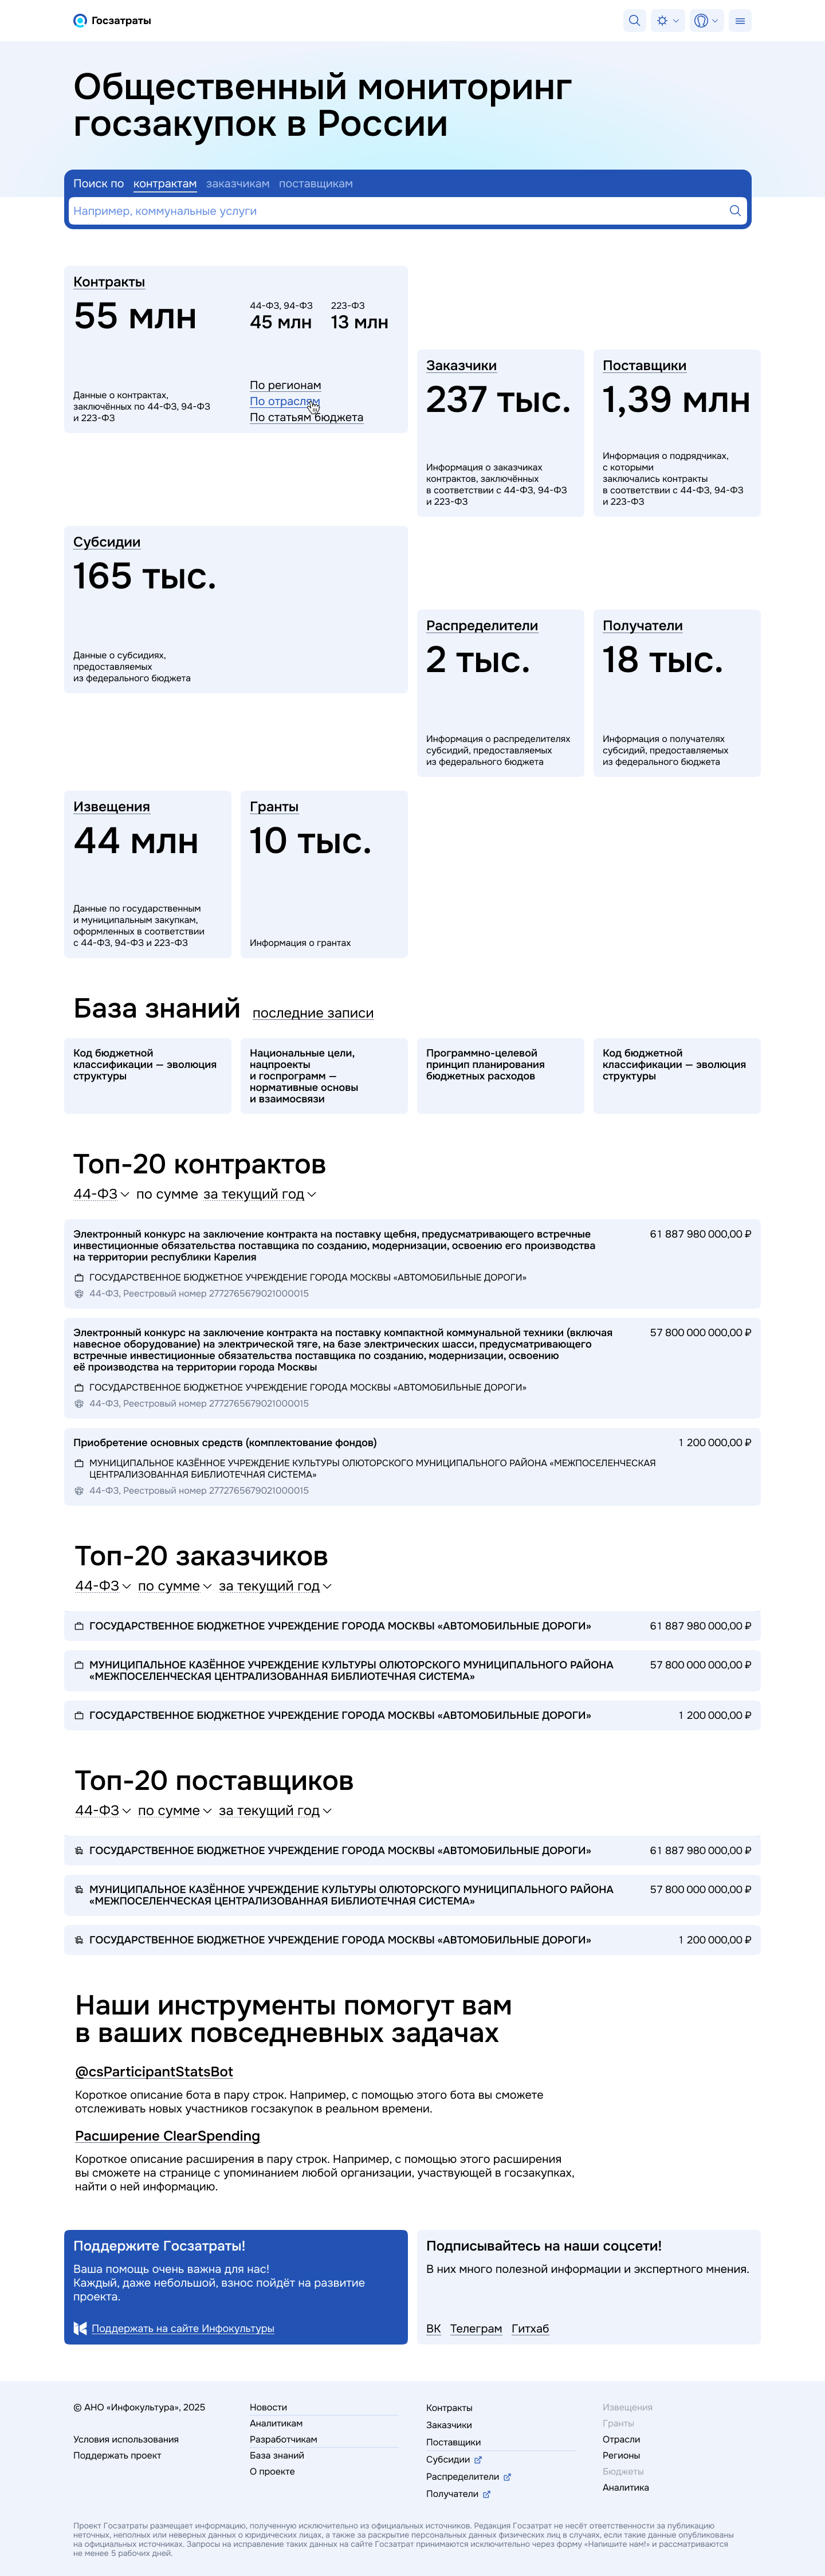 Госзатраты
Общественный мониторинг
госзакупок в России
Поиск по контрактам заказчикам поставщикам
Например, коммунальные услуги
Контракты
55 млн
44-ФЗ, 94-ФЗ
45 млн
223-ФЗ
13 млн
Данные о контрактах,
заключённых по 44-ФЗ, 94-ФЗ
и 223-ФЗ
По регионам
По отраслям
По статьям бюджета
Заказчики
237 тыс.
Информация о заказчиках
контрактов, заключённых
в соответствии с 44-ФЗ, 94-ФЗ
и 223-ФЗ
Поставщики
1,39 млн
Информация о подрядчиках,
с которыми
заключались контракты
в соответствии с 44-ФЗ, 94-ФЗ
и 223-ФЗ
Субсидии
165 тыс.
Данные о субсидиях,
предоставляемых
из федерального бюджета
Распределители
2 тыс.
Информация о распределителях
субсидий, предоставляемых
из федерального бюджета
Получатели
18 тыс.
Информация о получателях
субсидий, предоставляемых
из федерального бюджета
Извещения
44 млн
Данные по государственным
и муниципальным закупкам,
оформленных в соответствии
с 44-ФЗ, 94-ФЗ и 223-ФЗ
Гранты
10 тыс.
Информация о грантах
База знаний последние записи
Код бюджетной
классификации — эволюция
структуры
Национальные цели,
нацпроекты
и госпрограмм —
нормативные основы
и взаимосвязи
Программно-целевой
принцип планирования
бюджетных расходов
Код бюджетной
классификации — эволюция
структуры
Топ-20 контрактов
44-ФЗ по сумме за текущий год
Электронный конкурс на заключение контракта на поставку щебня, предусматривающего встречные
инвестиционные обязательства поставщика по созданию, модернизации, освоению его производства
на территории республики Карелия
61 887 980 000,00 ₽
ГОСУДАРСТВЕННОЕ БЮДЖЕТНОЕ УЧРЕЖДЕНИЕ ГОРОДА МОСКВЫ «АВТОМОБИЛЬНЫЕ ДОРОГИ»
44-ФЗ, Реестровый номер 2772765679021000015
Электронный конкурс на заключение контракта на поставку компактной коммунальной техники (включая
навесное оборудование) на электрической тяге, на базе электрических шасси, предусматривающего
встречные инвестиционные обязательства поставщика по созданию, модернизации, освоению
её производства на территории города Москвы
57 800 000 000,00 ₽
ГОСУДАРСТВЕННОЕ БЮДЖЕТНОЕ УЧРЕЖДЕНИЕ ГОРОДА МОСКВЫ «АВТОМОБИЛЬНЫЕ ДОРОГИ»
44-ФЗ, Реестровый номер 2772765679021000015
Приобретение основных средств (комплектование фондов)
1 200 000,00 ₽
МУНИЦИПАЛЬНОЕ КАЗЁННОЕ УЧРЕЖДЕНИЕ КУЛЬТУРЫ ОЛЮТОРСКОГО МУНИЦИПАЛЬНОГО РАЙОНА «МЕЖПОСЕЛЕНЧЕСКАЯ
ЦЕНТРАЛИЗОВАННАЯ БИБЛИОТЕЧНАЯ СИСТЕМА»
44-ФЗ, Реестровый номер 2772765679021000015
Топ-20 заказчиков
44-ФЗ по сумме за текущий год
ГОСУДАРСТВЕННОЕ БЮДЖЕТНОЕ УЧРЕЖДЕНИЕ ГОРОДА МОСКВЫ «АВТОМОБИЛЬНЫЕ ДОРОГИ» 61 887 980 000,00 ₽
МУНИЦИПАЛЬНОЕ КАЗЁННОЕ УЧРЕЖДЕНИЕ КУЛЬТУРЫ ОЛЮТОРСКОГО МУНИЦИПАЛЬНОГО РАЙОНА 57 800 000 000,00 ₽
«МЕЖПОСЕЛЕНЧЕСКАЯ ЦЕНТРАЛИЗОВАННАЯ БИБЛИОТЕЧНАЯ СИСТЕМА»
ГОСУДАРСТВЕННОЕ БЮДЖЕТНОЕ УЧРЕЖДЕНИЕ ГОРОДА МОСКВЫ «АВТОМОБИЛЬНЫЕ ДОРОГИ» 1 200 000,00 ₽
Топ-20 поставщиков
44-ФЗ по сумме за текущий год
ГОСУДАРСТВЕННОЕ БЮДЖЕТНОЕ УЧРЕЖДЕНИЕ ГОРОДА МОСКВЫ «АВТОМОБИЛЬНЫЕ ДОРОГИ» 61 887 980 000,00 ₽
МУНИЦИПАЛЬНОЕ КАЗЁННОЕ УЧРЕЖДЕНИЕ КУЛЬТУРЫ ОЛЮТОРСКОГО МУНИЦИПАЛЬНОГО РАЙОНА 57 800 000 000,00 ₽
«МЕЖПОСЕЛЕНЧЕСКАЯ ЦЕНТРАЛИЗОВАННАЯ БИБЛИОТЕЧНАЯ СИСТЕМА»
ГОСУДАРСТВЕННОЕ БЮДЖЕТНОЕ УЧРЕЖДЕНИЕ ГОРОДА МОСКВЫ «АВТОМОБИЛЬНЫЕ ДОРОГИ» 1 200 000,00 ₽
Наши инструменты помогут вам
в ваших повседневных задачах
@csParticipantStatsBot
Короткое описание бота в пару строк. Например, с помощью этого бота вы сможете
отслеживать новых участников госзакупок в реальном времени.
Расширение ClearSpending
Короткое описание расширения в пару строк. Например, с помощью этого расширения
вы сможете на странице с упоминанием любой организации, участвующей в госзакупках,
найти о ней информацию.
Поддержите Госзатраты!
Ваша помощь очень важна для нас!
Каждый, даже небольшой, взнос пойдёт на развитие
проекта.
Поддержать на сайте Инфокультуры
Подписывайтесь на наши соцсети!
В них много полезной информации и экспертного мнения.
ВК Телеграм Гитхаб
© АНО «Инфокультура», 2025
Условия использования
Поддержать проект
Новости
Аналитикам
Разработчикам
База знаний
О проекте
Контракты
Заказчики
Поставщики
Субсидии
Распределители
Получатели
Извещения
Гранты
Отрасли
Регионы
Бюджеты
Аналитика
Проект Госзатраты размещает информацию, полученную исключительно из официальных источников. Редакция Госзатрат не несёт ответственности за публикацию
неточных, неполных или неверных данных о юридических лицах, а также за раскрытие персональных данных физических лиц в случаях, если такие данные опубликованы
на официальных источниках. Запросы на исправление таких данных на сайте Госзатрат принимаются исключительно через форму «Напишите нам!» и рассматриваются
не менее 5 рабочих дней.